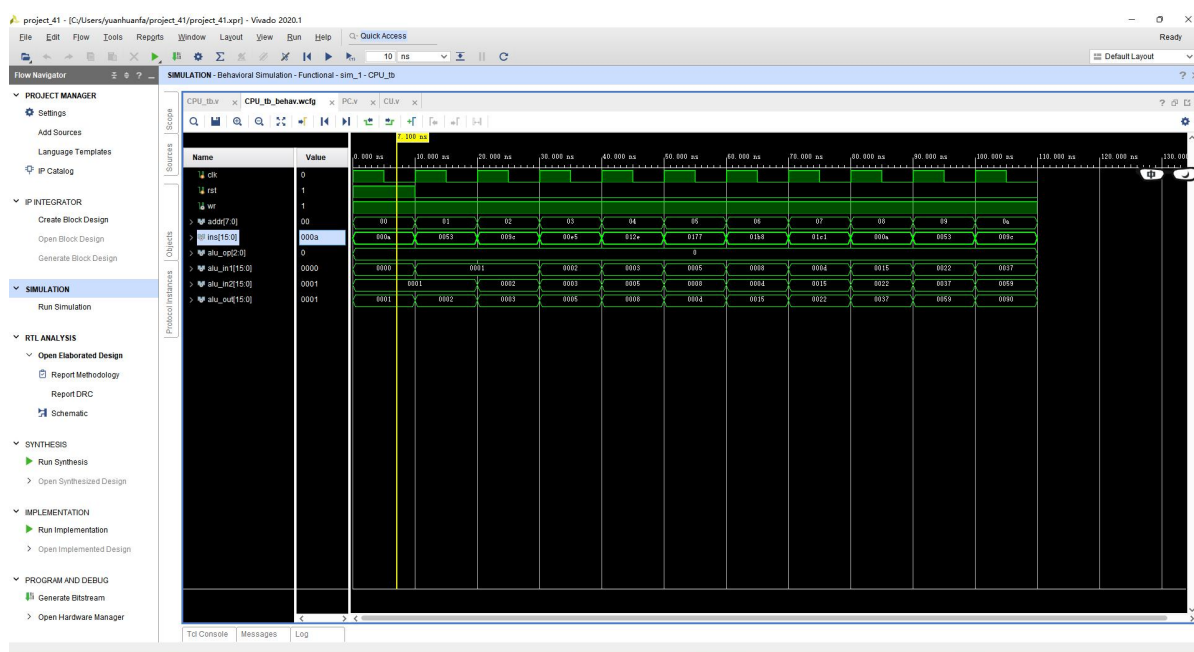 project_41 - [C:/Users/yuanhuanfa/project_41/project_41.xpr] - Vivado 2020.1
File Edit Flow Tools Reports Window Layout View Run Help Quick Access Ready
10 ns Default Layout
Flow Navigator SIMULATION - Behavioral Simulation - Functional - sim_1 - CPU_tb
PROJECT MANAGER
Settings
Add Sources
Language Templates
IP Catalog
IP INTEGRATOR
Create Block Design
Open Block Design
Generate Block Design
SIMULATION
Run Simulation
RTL ANALYSIS
Open Elaborated Design
Report Methodology
Report DRC
Schematic
SYNTHESIS
Run Synthesis
Open Synthesized Design
IMPLEMENTATION
Run Implementation
Open Implemented Design
PROGRAM AND DEBUG
Generate Bitstream
Open Hardware Manager
Scope
Sources
Objects
Protocol Instances
CPU_tb.v CPU_tb_behav.wcfg PC.v CU.v
7.100 ns
Name Value 0.000 ns 10.000 ns 20.000 ns 30.000 ns 40.000 ns 50.000 ns 60.000 ns 70.000 ns 80.000 ns 90.000 ns 100.000 ns 110.000 ns 120.000 ns 130.00
clk 0 中
rst 1
wr 1
addr[7:0] 00 00 01 02 03 04 05 06 07 08 09 0a
ins[15:0] 000a 000a 0053 009c 00e5 012e 0177 01b8 01c1 000a 0053 009c
alu_op[2:0] 0 0
alu_in1[15:0] 0000 0000 0001 0002 0003 0005 0008 000d 0015 0022 0037
alu_in2[15:0] 0001 0001 0002 0003 0005 0008 000d 0015 0022 0037 0059
alu_out[15:0] 0001 0001 0002 0003 0005 0008 000d 0015 0022 0037 0059 0090
Tcl Console Messages Log